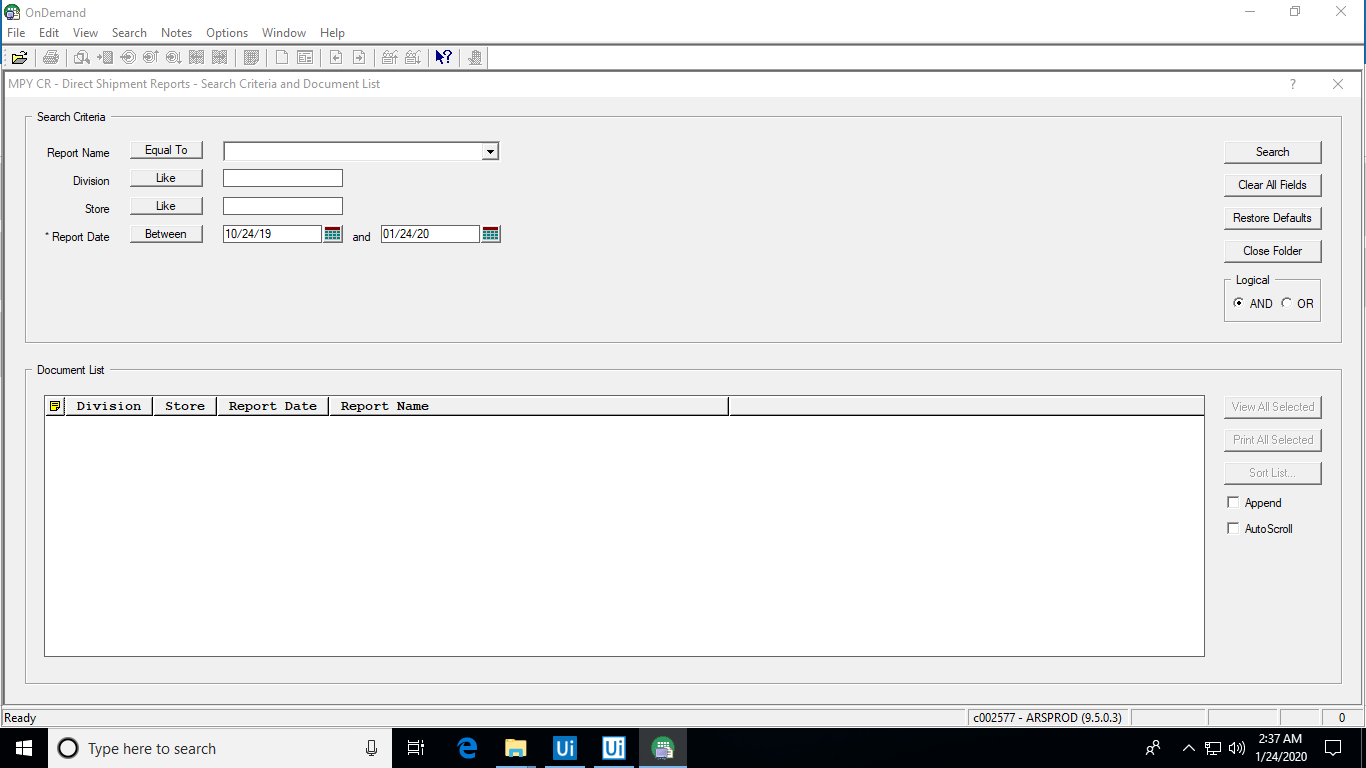 OnDemand
File Edit View Search Notes Options Window Help
MPY CR - Direct Shipment Reports - Search Criteria and Document List
Search Criteria
Report Name Equal To Search
Division Like Clear All Fields
Store Like Restore Defaults
* Report Date Between 10/24/19 and 01/24/20 Close Folder
Logical
AND OR
Document List
Division Store Report Date Report Name View All Selected
Print All Selected
Sort List...
Append
AutoScroll
Ready c002577 - ARSPROD (9.5.0.3) 0
Type here to search Ui Ui 2:37 AM
1/24/2020